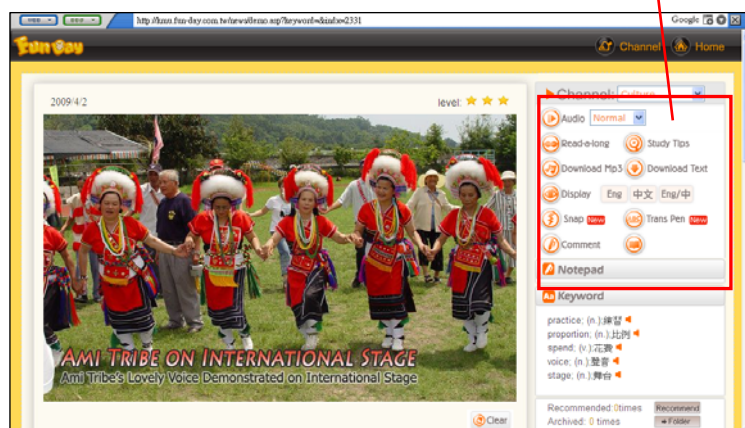 http://funn.fun-day.com.tw/news/demo.asp?keyword=&index=2331
Google
Fun Day
Channel
Home
2009/4/2
level:
Channel: Culture
Audio Normal
Read-a-long
Study Tips
Download Mp3
Download Text
Display Eng 中文 Eng/中
Snap New
Trans Pen New
Comment
Notepad
Keyword
practice; (n.);練習
proportion; (n.);比例
spend; (v.);花費
voice; (n.);聲音
stage; (n.);舞台
AMI TRIBE ON INTERNATIONAL STAGE
Ami Tribe's Lovely Voice Demonstrated on International Stage
Clear
Recommended:0times Recommend
Archived: 0 times Folder